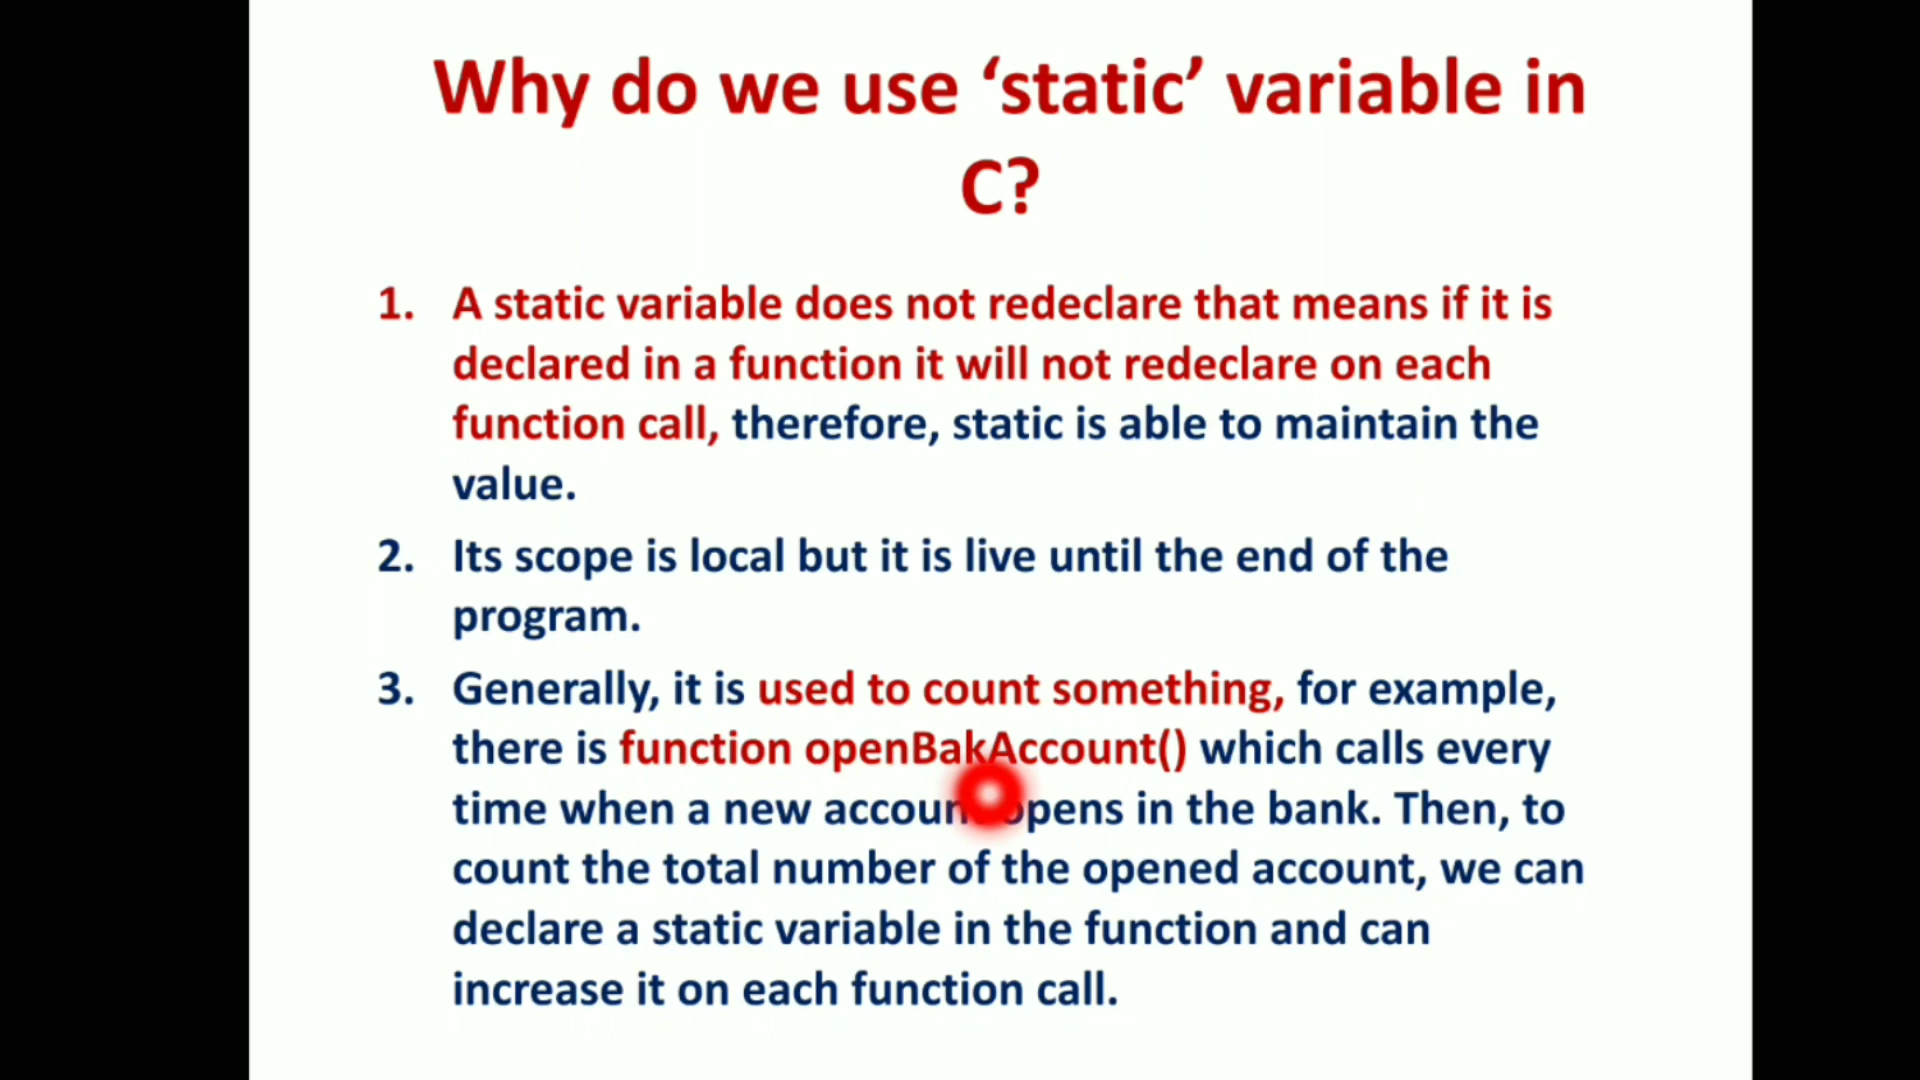 Why do we use ‘static’ variable in
C?
1. A static variable does not redeclare that means if it is
declared in a function it will not redeclare on each
function call, therefore, static is able to maintain the
value.
2. Its scope is local but it is live until the end of the
program.
3. Generally, it is used to count something, for example,
there is function openBakAccount() which calls every
time when a new account opens in the bank. Then, to
count the total number of the opened account, we can
declare a static variable in the function and can
increase it on each function call.